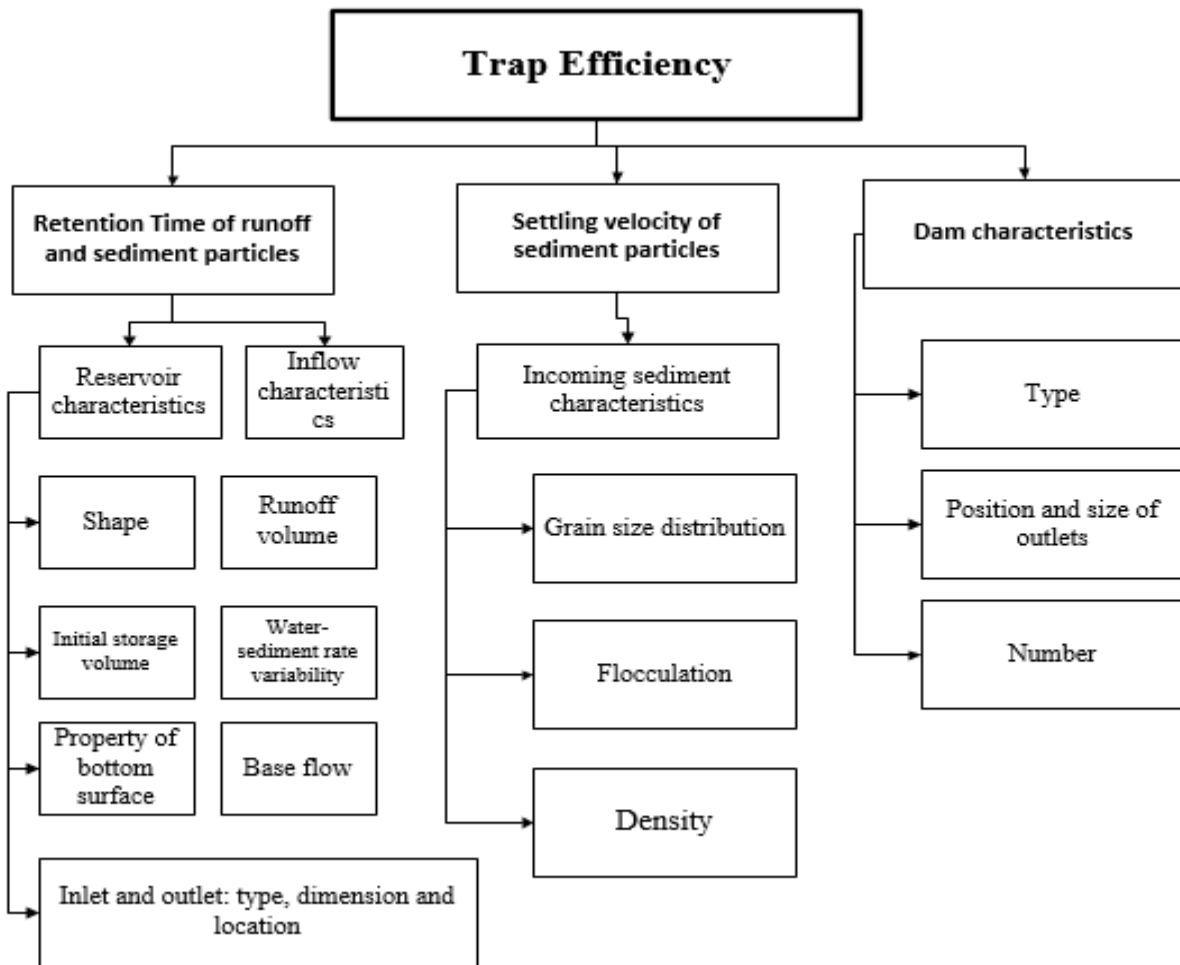 Trap Efficiency
Retention Time of runoff
and sediment particles
Settling velocity of
sediment particles
Dam characteristics
Reservoir
characteristics
Inflow
characteristi
cs
Incoming sediment
characteristics
Type
Shape
Runoff
volume
Grain size distribution
Position and size of
outlets
Initial storage
volume
Water-
sediment rate
variability
Flocculation
Number
Property of
bottom
surface
Base flow
Density
Inlet and outlet: type, dimension and
location